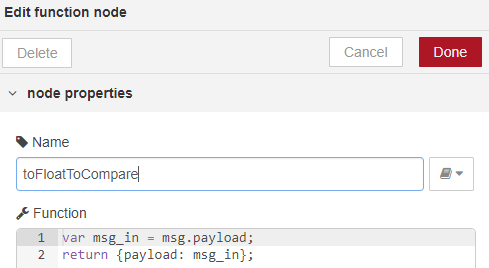 Edit function node
Delete
Cancel
Done
node properties
Name
toFloatToCompare
Function
1 var msg_in = msg.payload;
2 return {payload: msg_in};